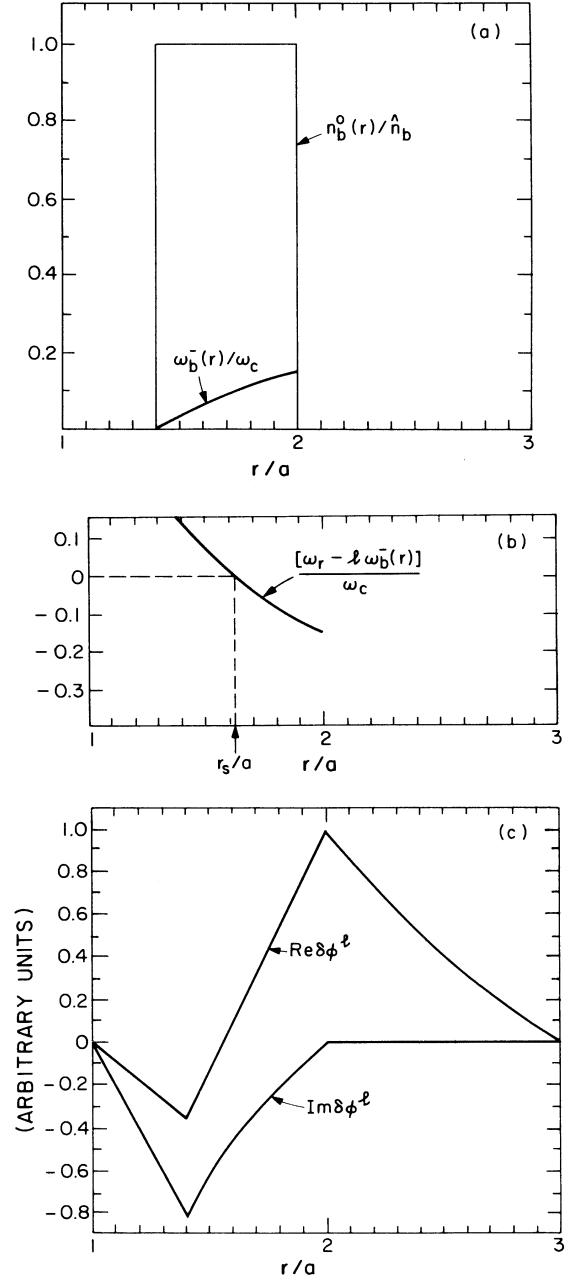 (a)
1.0
0.8
0.6
0.4
0.2
n_b^o(r)/n̂_b
ω_b^-(r)/ω_c
1
2
3
r/a
(b)
0.1
0
-0.1
-0.2
-0.3
[ω_r - ℓω_b^-(r)]
ω_c
1
2
3
r_s/a
r/a
(c)
1.0
0.8
0.6
0.4
0.2
0
-0.2
-0.4
-0.6
-0.8
(ARBITRARY UNITS)
Reδφ^ℓ
Imδφ^ℓ
1
2
3
r/a